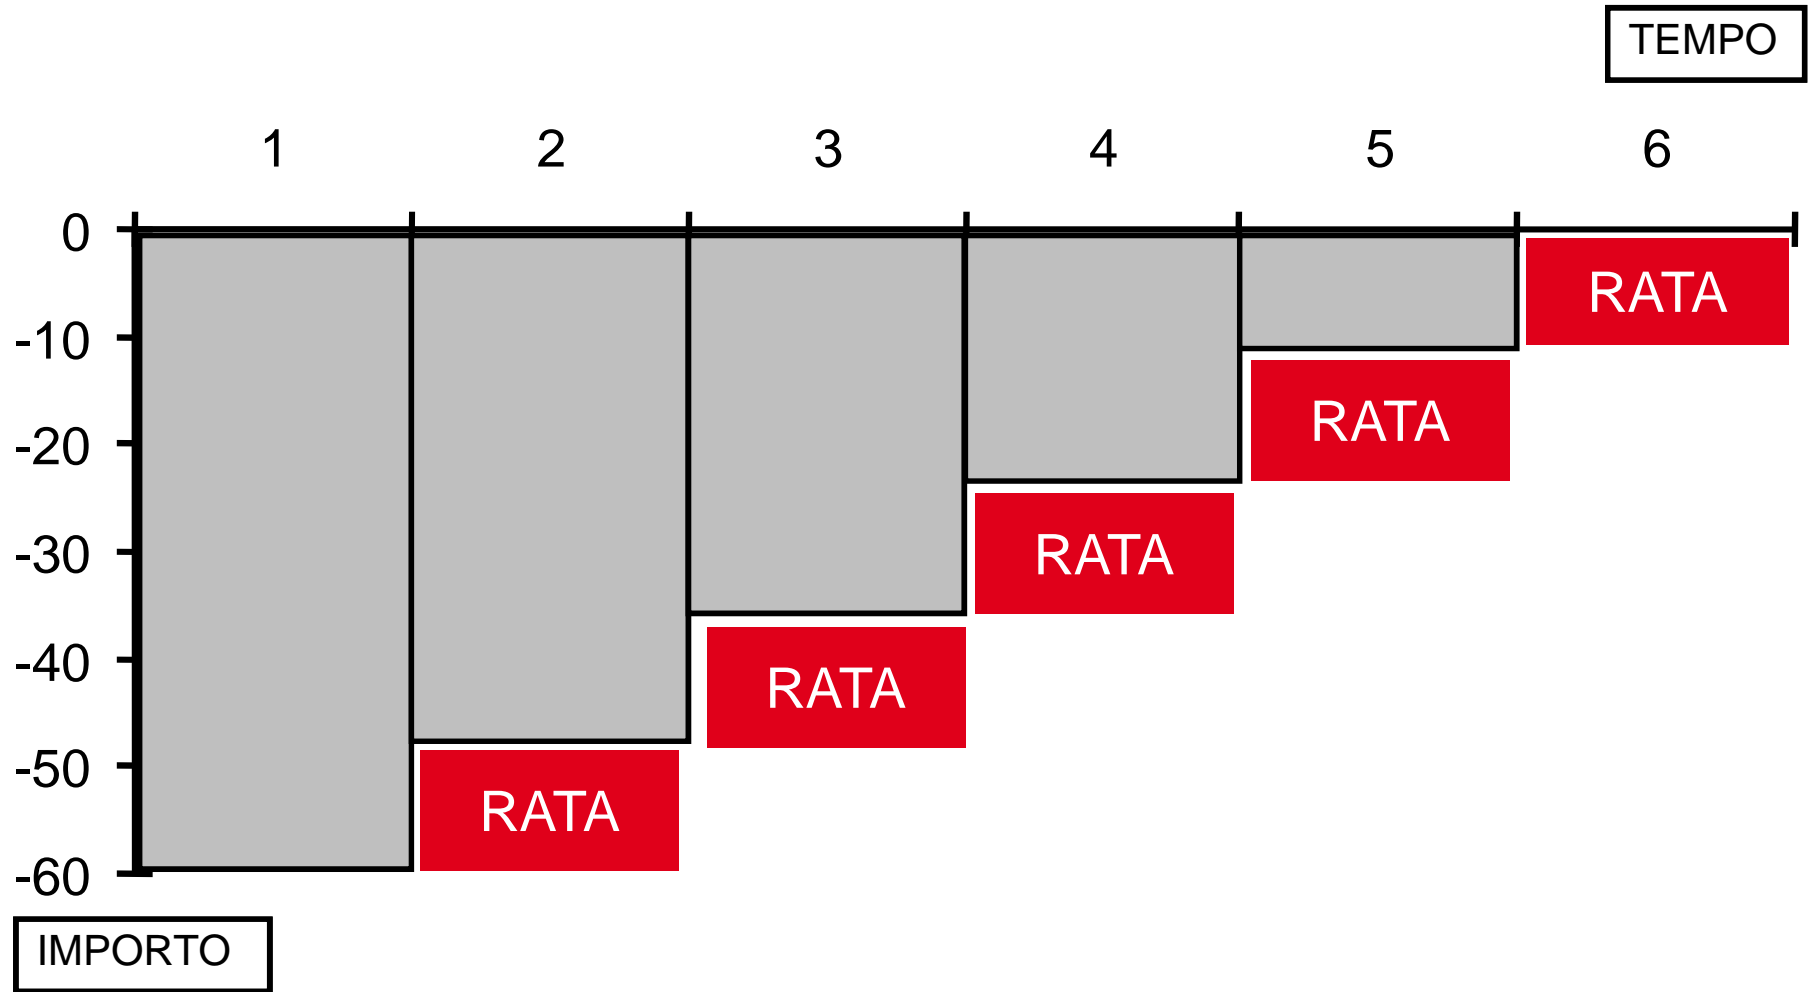 TEMPO
1 2 3 4 5 6
0
RATA
-10
RATA
-20
RATA
-30
RATA
-40
-50
RATA
-60
IMPORTO